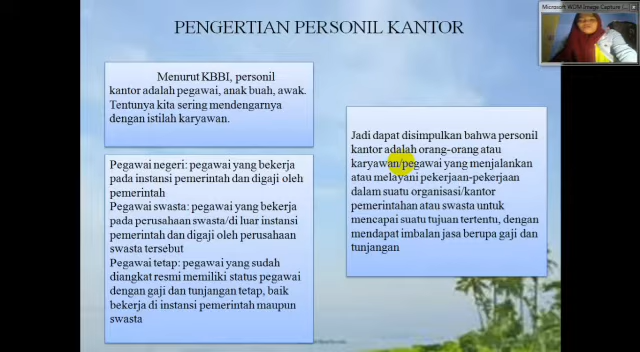 PENGERTIAN PERSONIL KANTOR
Microsoft WDM Image Capture
Menurut KBBI, personil
kantor adalah pegawai, anak buah, awak.
Tentunya kita sering mendengarnya
dengan istilah karyawan.
Pegawai negeri: pegawai yang bekerja
pada instansi pemerintah dan digaji oleh
pemerintah
Pegawai swasta: pegawai yang bekerja
pada perusahaan swasta/di luar instansi
pemerintah dan digaji oleh perusahaan
swasta tersebut
Pegawai tetap: pegawai yang sudah
diangkat resmi memiliki status pegawai
dengan gaji dan tunjangan tetap, baik
bekerja di instansi pemerintah maupun
swasta
Jadi dapat disimpulkan bahwa personil
kantor adalah orang-orang atau
karyawan/pegawai yang menjalankan
atau melayani pekerjaan-pekerjaan
dalam suatu organisasi/kantor
pemerintahan atau swasta untuk
mencapai suatu tujuan tertentu, dengan
mendapat imbalan jasa berupa gaji dan
tunjangan